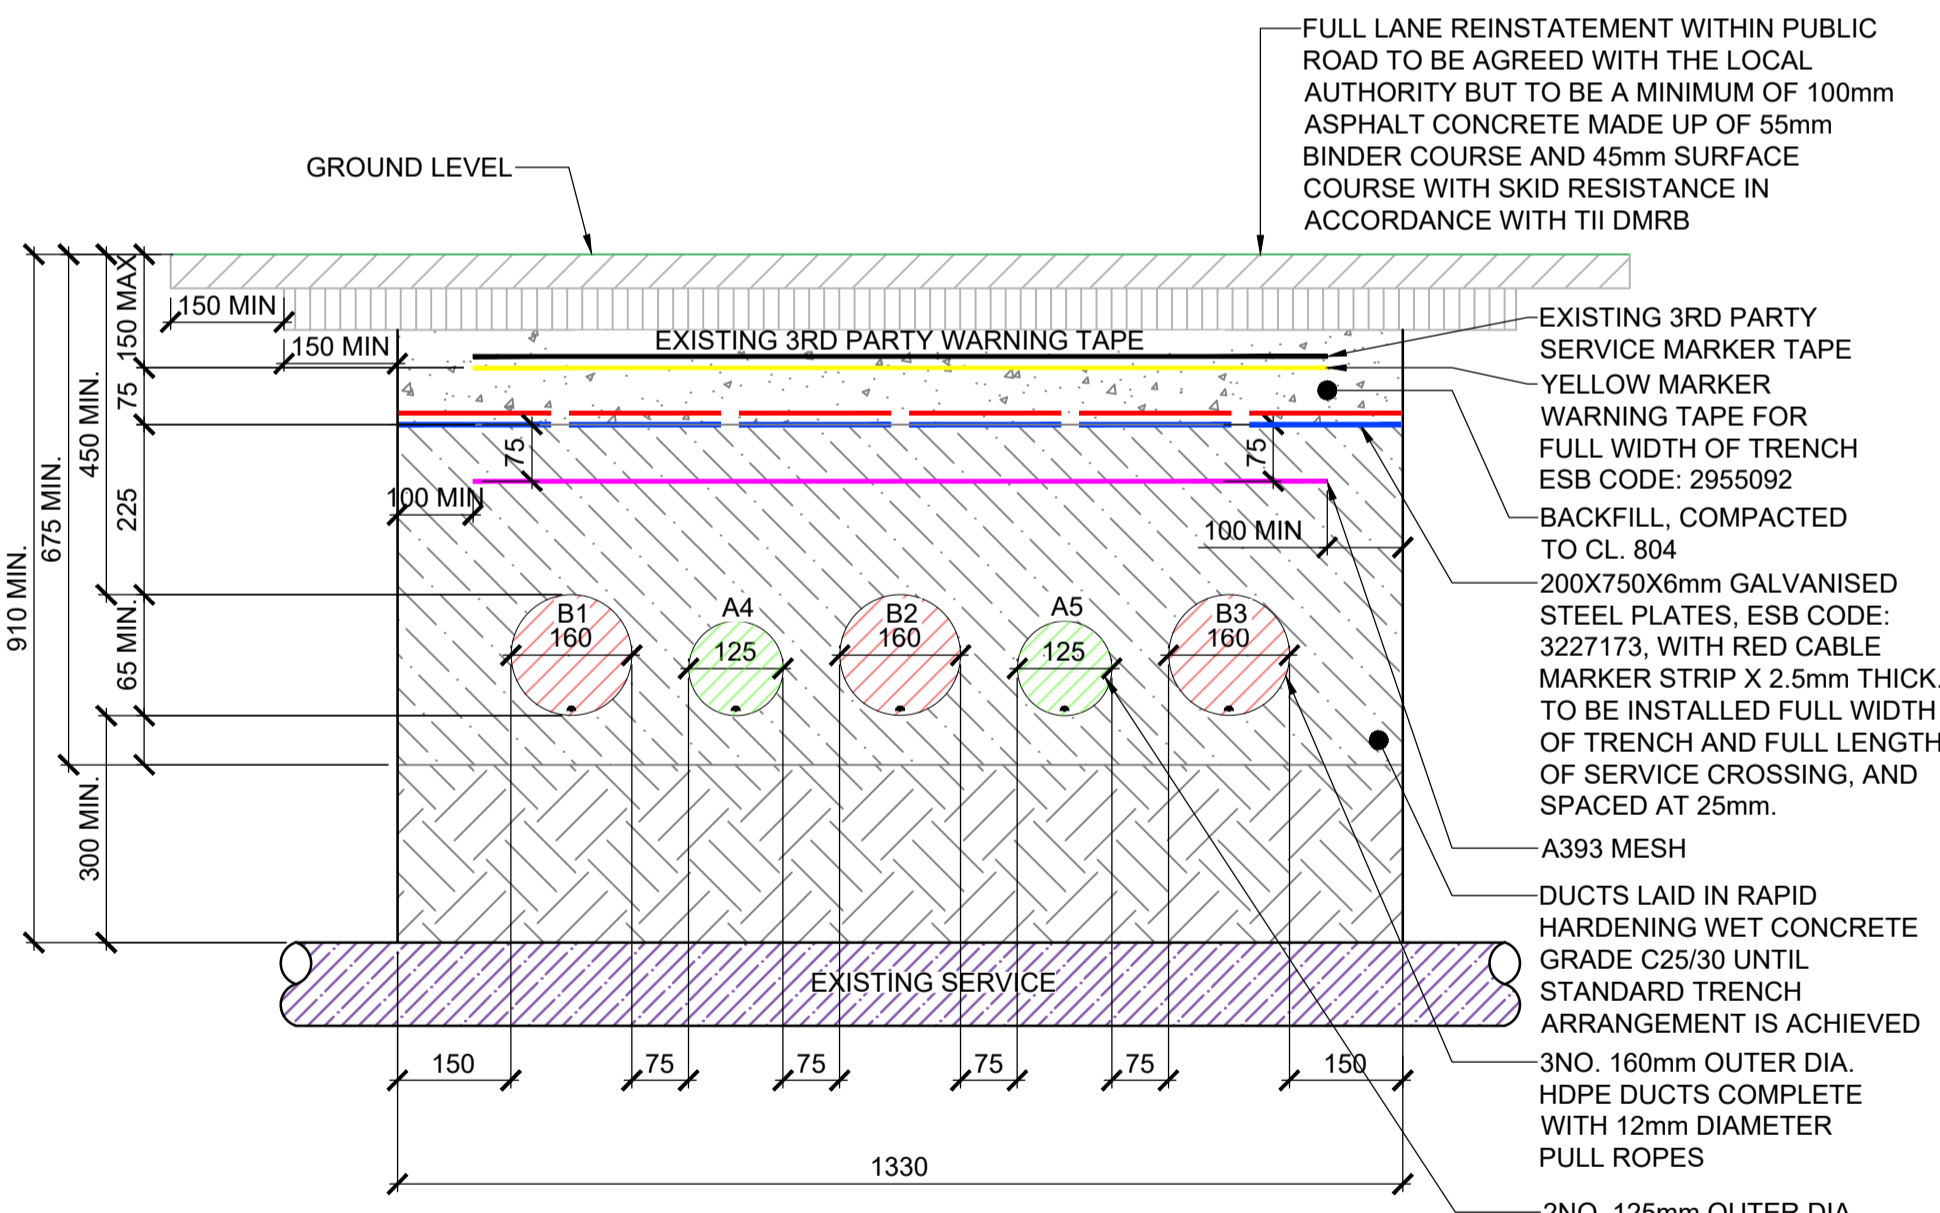 FULL LANE REINSTATEMENT WITHIN PUBLIC
ROAD TO BE AGREED WITH THE LOCAL
AUTHORITY BUT TO BE A MINIMUM OF 100mm
ASPHALT CONCRETE MADE UP OF 55mm
BINDER COURSE AND 45mm SURFACE
COURSE WITH SKID RESISTANCE IN
ACCORDANCE WITH TII DMRB
GROUND LEVEL
910 MIN.
675 MIN.
450 MIN.
300 MIN.
150 MAX
75
225
65 MIN.
150 MIN
150 MIN
EXISTING 3RD PARTY WARNING TAPE
75
75
100 MIN
100 MIN
B1
160
A4
125
B2
160
A5
125
B3
160
EXISTING SERVICE
150
75
75
75
75
150
1330
EXISTING 3RD PARTY
SERVICE MARKER TAPE
YELLOW MARKER
WARNING TAPE FOR
FULL WIDTH OF TRENCH
ESB CODE: 2955092
BACKFILL, COMPACTED
TO CL. 804
200X750X6mm GALVANISED
STEEL PLATES, ESB CODE:
3227173, WITH RED CABLE
MARKER STRIP X 2.5mm THICK.
TO BE INSTALLED FULL WIDTH
OF TRENCH AND FULL LENGTH
OF SERVICE CROSSING, AND
SPACED AT 25mm.
A393 MESH
DUCTS LAID IN RAPID
HARDENING WET CONCRETE
GRADE C25/30 UNTIL
STANDARD TRENCH
ARRANGEMENT IS ACHIEVED
3NO. 160mm OUTER DIA.
HDPE DUCTS COMPLETE
WITH 12mm DIAMETER
PULL ROPES
2NO. 125mm OUTER DIA